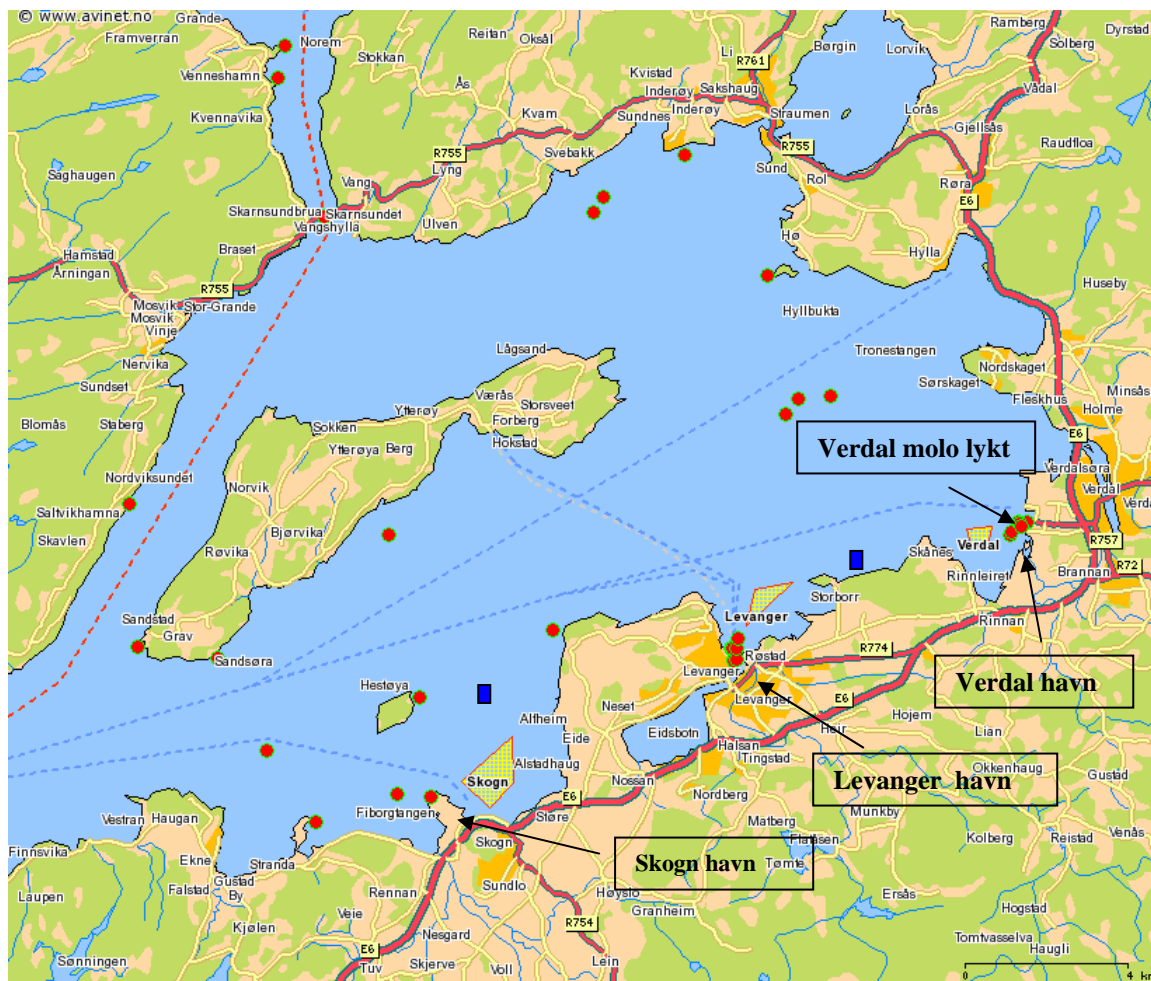 © www.avinet.no
Grande
Framverran
Norem
Stokkan
Reitan
Oksål
Li
R761
Børgin
Lorvik
Ramberg
Dyrstad
Solberg
Venneshamn
Ås
Kvistad
Inderøy
Sakshaug
Vådal
Kvennavika
Kvam
Sundnes
Inderøy
Straumen
Lorås
Gjellsås
R755
Svebakk
R755
Raudfloa
Saghaugen
Vang
Lyng
Sund
Rol
Røra
Skarnsundbrua
Skarnsundet
Vangshylla
Ulven
E6
Braset
Hø
Hylla
Hamstad
Årningan
R755
Huseby
Mosvik
Stor-Grande
Mosvik
Vinje
Hyllbukta
Nervika
Lågsand
Tronestangen
Nordskaget
Sundset
Værås
Sørskaget
Minsås
Storsveet
Fleskhus
Holme
Blomås
Staberg
Sokken
Ytterøy
Forberg
Hokstad
E6
Ytterøya
Berg
Verdal molo lykt
Verdalsøra
Nordviksundet
Norvik
Verdal
Saltvikhamna
Verda
Bjørvika
Skavlen
Røvika
Skånes
Verdal
R757
Rinnleiret
Brannan
R72
Storborr
Sandstad
Grav
Levanger
Rinnan
Sandsøra
Røstad
R774
Levanger
Verdal havn
Hestøya
Levanger
E6
Neset
Hojem
Alfheim
Heir
Lian
Eide
Eidsbotn
Halsan
Tingstad
Alstadhaug
Okkenhaug
Skogn
Nossan
Levanger havn
Gustad
Nordberg
Fiborgtangen
E6
Vestran
Haugan
Støre
Munkby
Matberg
Venås
Finnsvika
Skogn
Kolberg
Reistad
Ekne
Stranda
Skogn havn
Tomte
Laupen
Falstad
Gustad
By
Rennan
Sundlo
Høyslo
Ersås
Granheim
Hogstad
Kjølen
Veie
R754
E6
Nesgard
Tomtvasselva
Haugli
Sønningen
Tuv
Skjerve
Voll
Lein
0
4 km